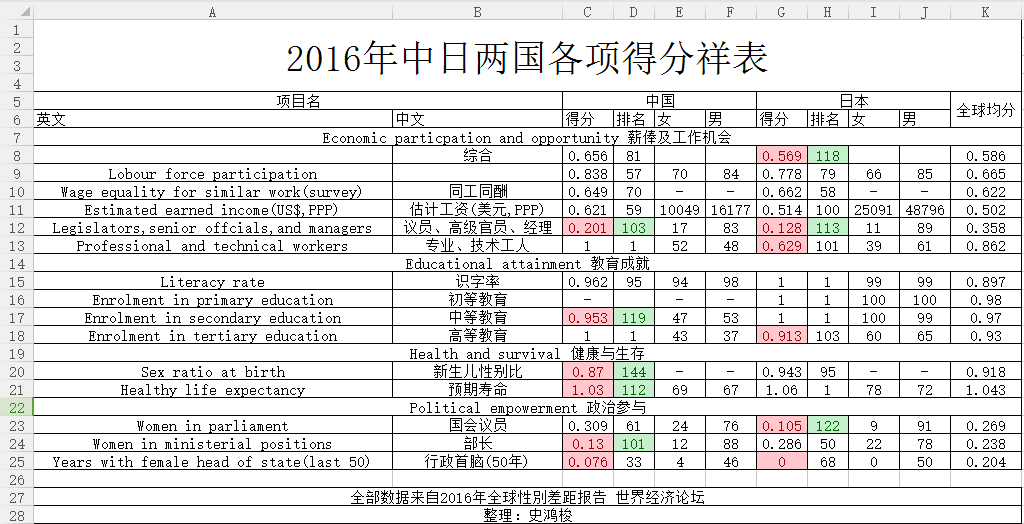 A B C D E F G H I J K
1
2 2016年中日两国各项得分祥表
3
4
5 项目名 中国 日本 全球均分
6 英文 中文 得分 排名 女 男 得分 排名 女 男
7 Economic particpation and opportunity 薪俸及工作机会
8 综合 0.656 81 0.569 118 0.586
9 Lobour force participation 0.838 57 70 84 0.778 79 66 85 0.665
10 Wage equality for similar work(survey) 同工同酬 0.649 70 - - 0.662 58 - - 0.622
11 Estimated earned income(US$,PPP) 估计工资(美元,PPP) 0.621 59 10049 16177 0.514 100 25091 48796 0.502
12 Legislators,senior offcials,and managers 议员、高级官员、经理 0.201 103 17 83 0.128 113 11 89 0.358
13 Professional and technical workers 专业、技术工人 1 1 52 48 0.629 101 39 61 0.862
14 Educational attainment 教育成就
15 Literacy rate 识字率 0.962 95 94 98 1 1 99 99 0.897
16 Enrolment in primary education 初等教育 - - - - 1 1 100 100 0.98
17 Enrolment in secondary education 中等教育 0.953 119 47 53 1 1 100 99 0.97
18 Enrolment in tertiary education 高等教育 1 1 43 37 0.913 103 60 65 0.93
19 Health and survival 健康与生存
20 Sex ratio at birth 新生儿性别比 0.87 144 - - 0.943 95 - - 0.918
21 Healthy life expectancy 预期寿命 1.03 112 69 67 1.06 1 78 72 1.043
22 Political empowerment 政治参与
23 Women in parliament 国会议员 0.309 61 24 76 0.105 122 9 91 0.269
24 Women in ministerial positions 部长 0.13 101 12 88 0.286 50 22 78 0.238
25 Years with female head of state(last 50) 行政首脑(50年) 0.076 33 4 46 0 68 0 50 0.204
26
27 全部数据来自2016年全球性别差距报告 世界经济论坛
28 整理：史鸿梭